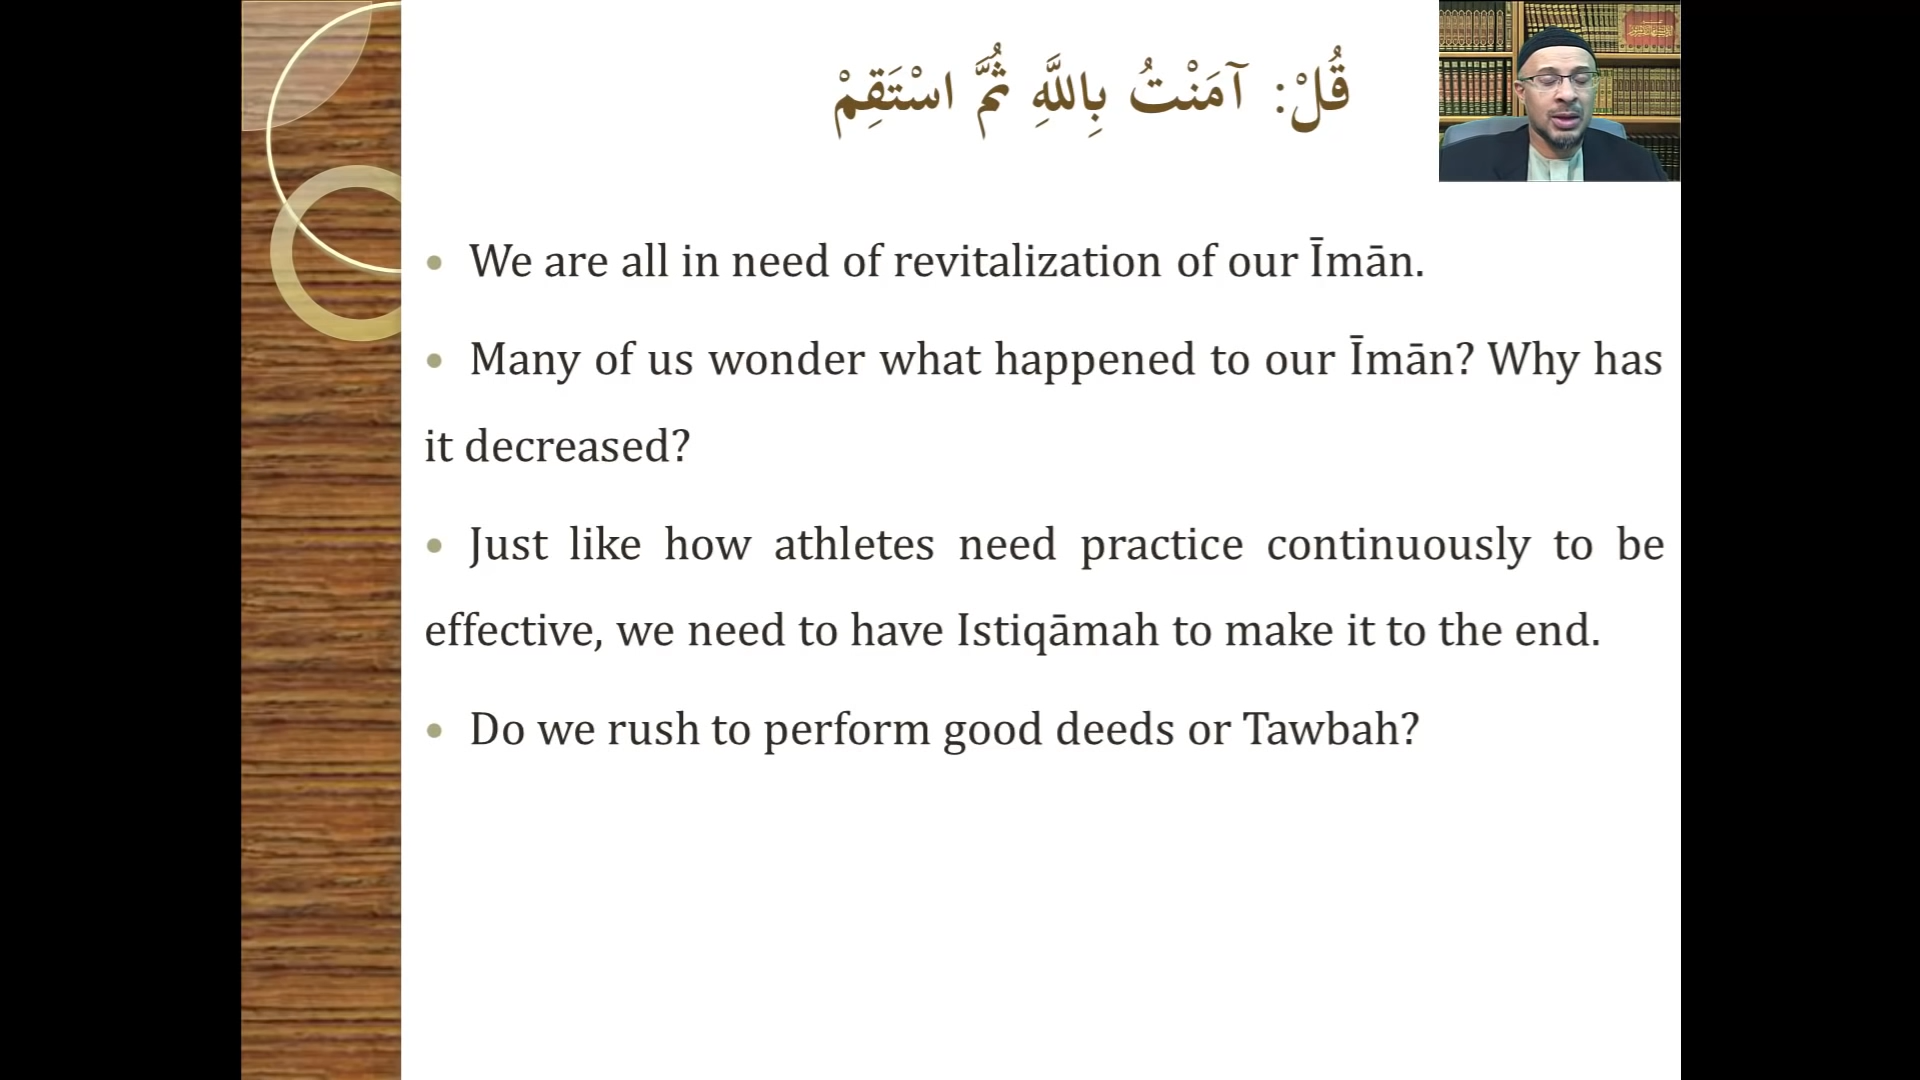 قُلْ: آمَنْتُ بِاللَّهِ ثُمَّ اسْتَقِمْ
• We are all in need of revitalization of our Īmān.
• Many of us wonder what happened to our Īmān? Why has
it decreased?
• Just like how athletes need practice continuously to be
effective, we need to have Istiqāmah to make it to the end.
• Do we rush to perform good deeds or Tawbah?